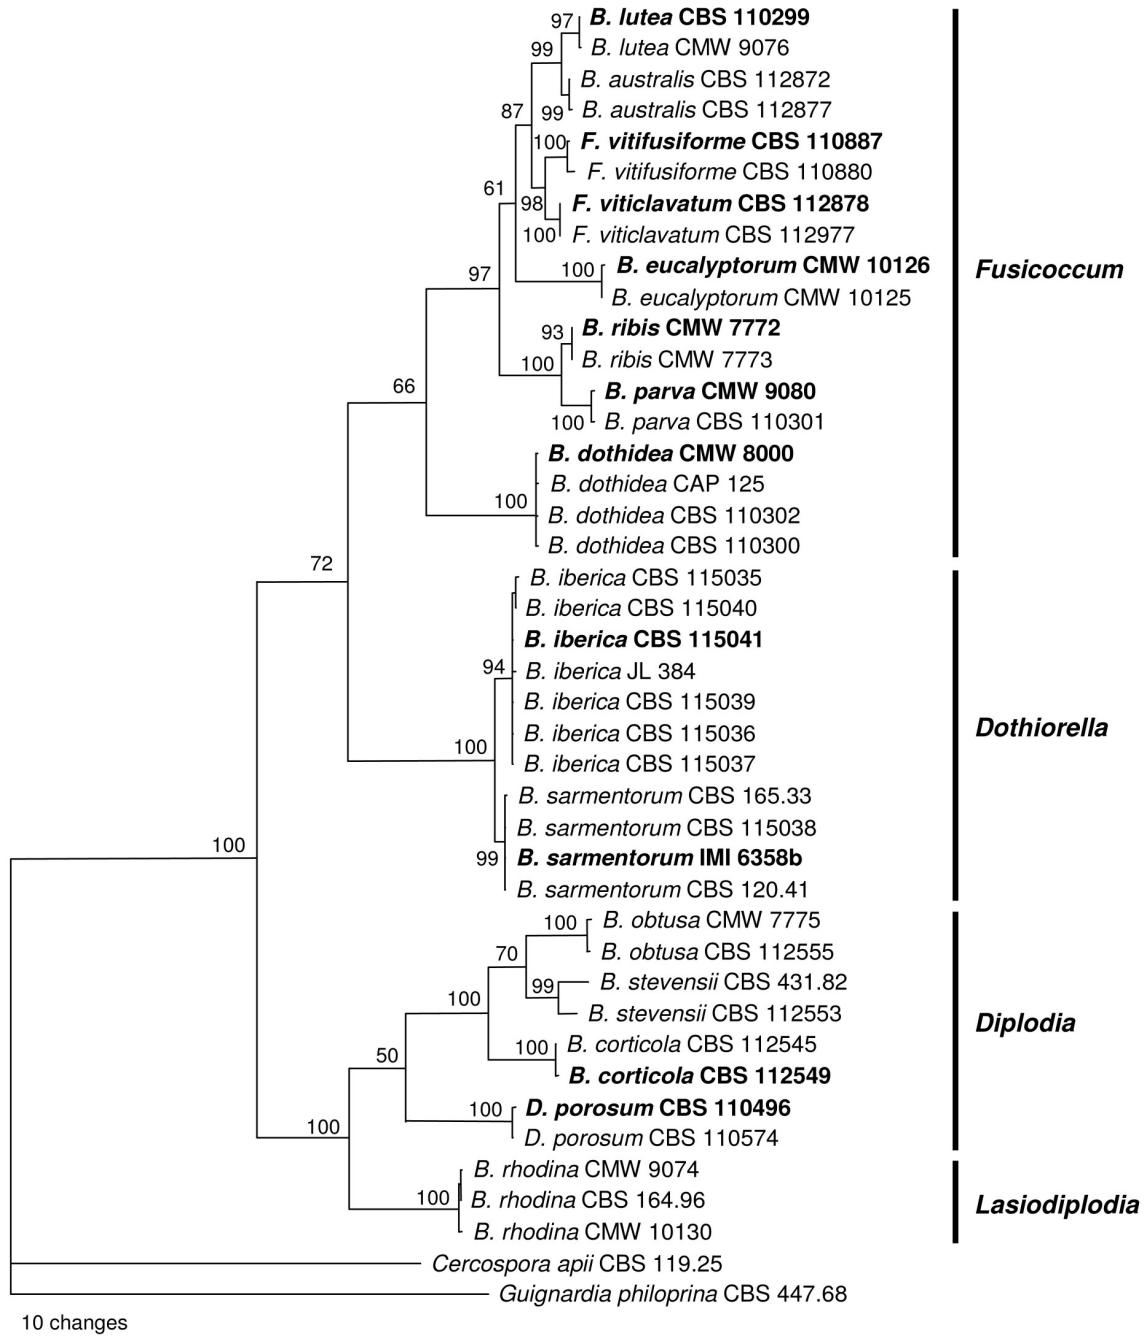 97
B. lutea CBS 110299
B. lutea CMW 9076
99
B. australis CBS 112872
99
B. australis CBS 112877
87
100
F. vitifusiforme CBS 110887
F. vitifusiforme CBS 110880
61
98
F. viticlavatum CBS 112878
100
F. viticlavatum CBS 112977
97
100
B. eucalyptorum CMW 10126
Fusicoccum
B. eucalyptorum CMW 10125
93
B. ribis CMW 7772
100
B. ribis CMW 7773
66
B. parva CMW 9080
100
B. parva CBS 110301
B. dothidea CMW 8000
B. dothidea CAP 125
100
B. dothidea CBS 110302
B. dothidea CBS 110300
72
B. iberica CBS 115035
B. iberica CBS 115040
B. iberica CBS 115041
94
B. iberica JL 384
B. iberica CBS 115039
Dothiorella
B. iberica CBS 115036
100
B. iberica CBS 115037
B. sarmentorum CBS 165.33
B. sarmentorum CBS 115038
100
99
B. sarmentorum IMI 6358b
B. sarmentorum CBS 120.41
100
B. obtusa CMW 7775
70
B. obtusa CBS 112555
99
B. stevensii CBS 431.82
100
B. stevensii CBS 112553
Diplodia
50
100
B. corticola CBS 112545
B. corticola CBS 112549
100
D. porosum CBS 110496
100
D. porosum CBS 110574
B. rhodina CMW 9074
100
B. rhodina CBS 164.96
Lasiodiplodia
B. rhodina CMW 10130
Cercospora apii CBS 119.25
Guignardia philoprina CBS 447.68
10 changes